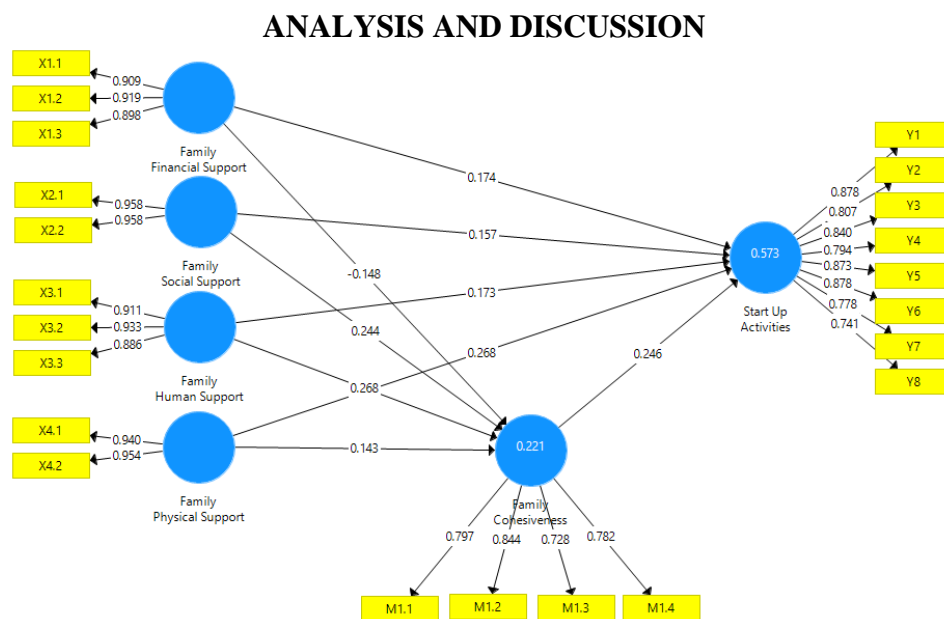 ANALYSIS AND DISCUSSION
X1.1
X1.2
X1.3
0.909
0.919
0.898
Family
Financial Support
X2.1
X2.2
0.958
0.958
Family
Social Support
X3.1
X3.2
X3.3
0.911
0.933
0.886
Family
Human Support
X4.1
X4.2
0.940
0.954
Family
Physical Support
0.174
0.157
-0.148
0.173
0.244
0.268
0.268
0.143
0.246
0.573
Start Up
Activities
0.878
0.807
0.840
0.794
0.873
0.878
0.778
0.741
Y1
Y2
Y3
Y4
Y5
Y6
Y7
Y8
0.221
Family
Cohesiveness
0.797
0.844
0.728
0.782
M1.1
M1.2
M1.3
M1.4